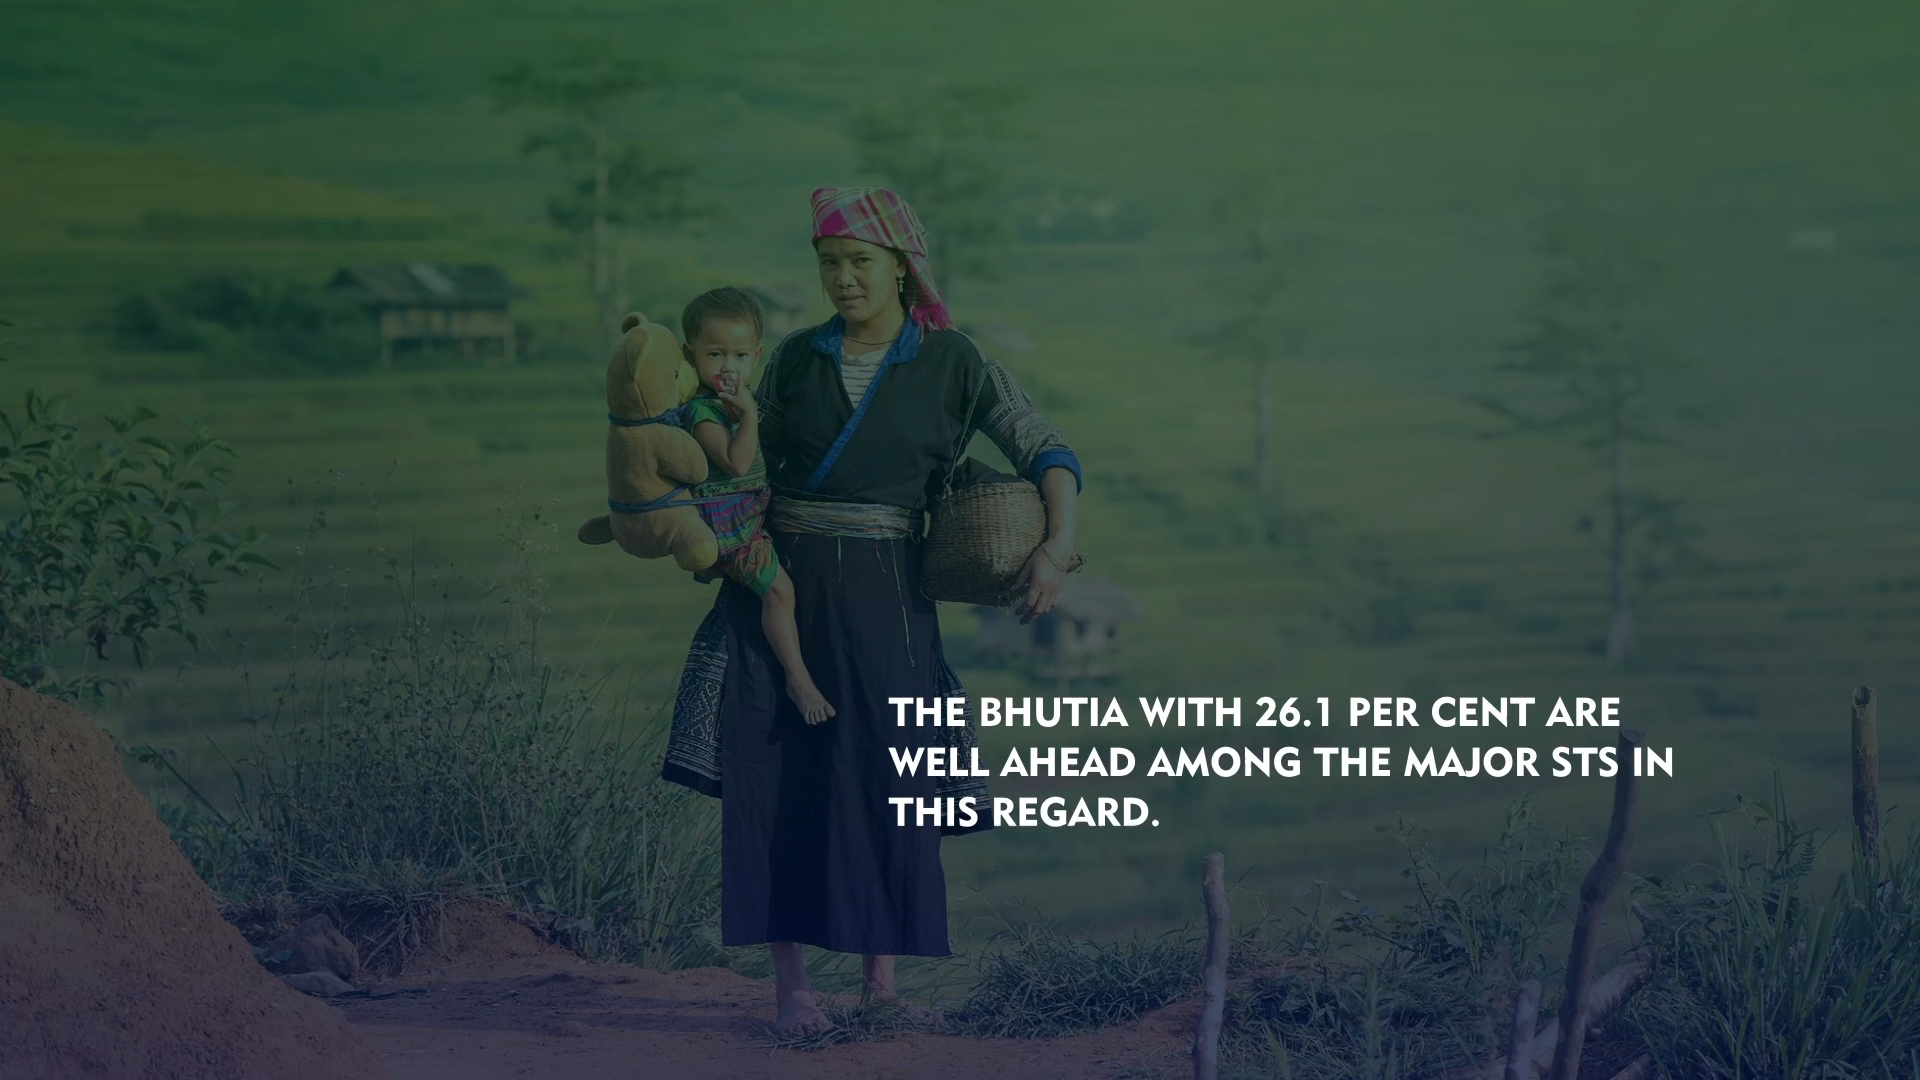 THE BHUTIA WITH 26.1 PER CENT ARE
WELL AHEAD AMONG THE MAJOR STS IN
THIS REGARD.